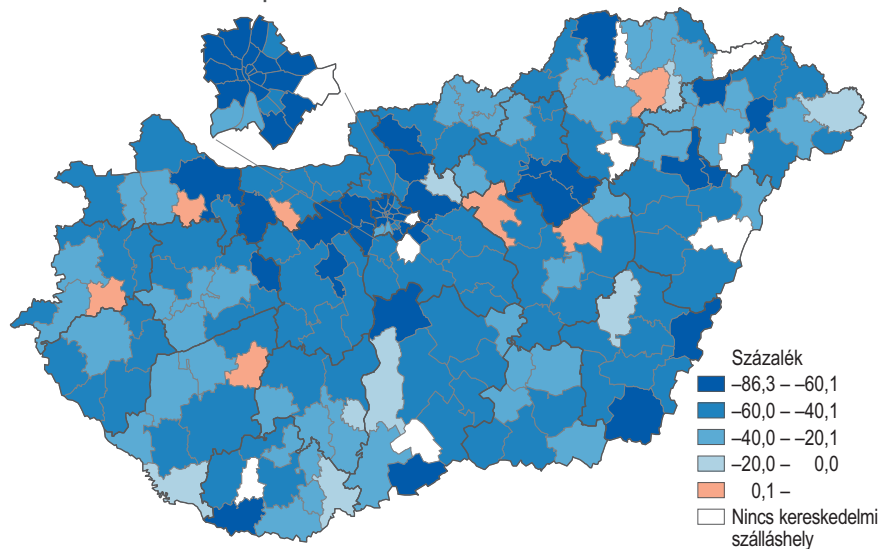 Százalék
–86,3 – –60,1
–60,0 – –40,1
–40,0 – –20,1
–20,0 – 0,0
0,1 –
Nincs kereskedelmi
szálláshely